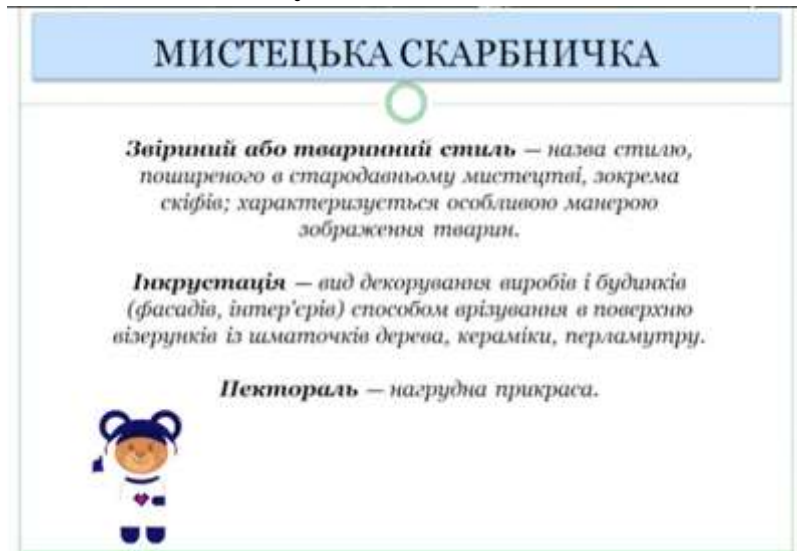 МИСТЕЦЬКА СКАРБНИЧКА
Звіриний або тваринний стиль — назва стилю,
поширеного в стародавньому мистецтві, зокрема
скіфів; характеризується особливою манерою
зображення тварин.
Інкрустація — вид декорування виробів і будинків
(фасадів, інтер'єрів) способом врізування в поверхню
візерунків із шматочків дерева, кераміки, перламутру.
Пектораль — нагрудна прикраса.